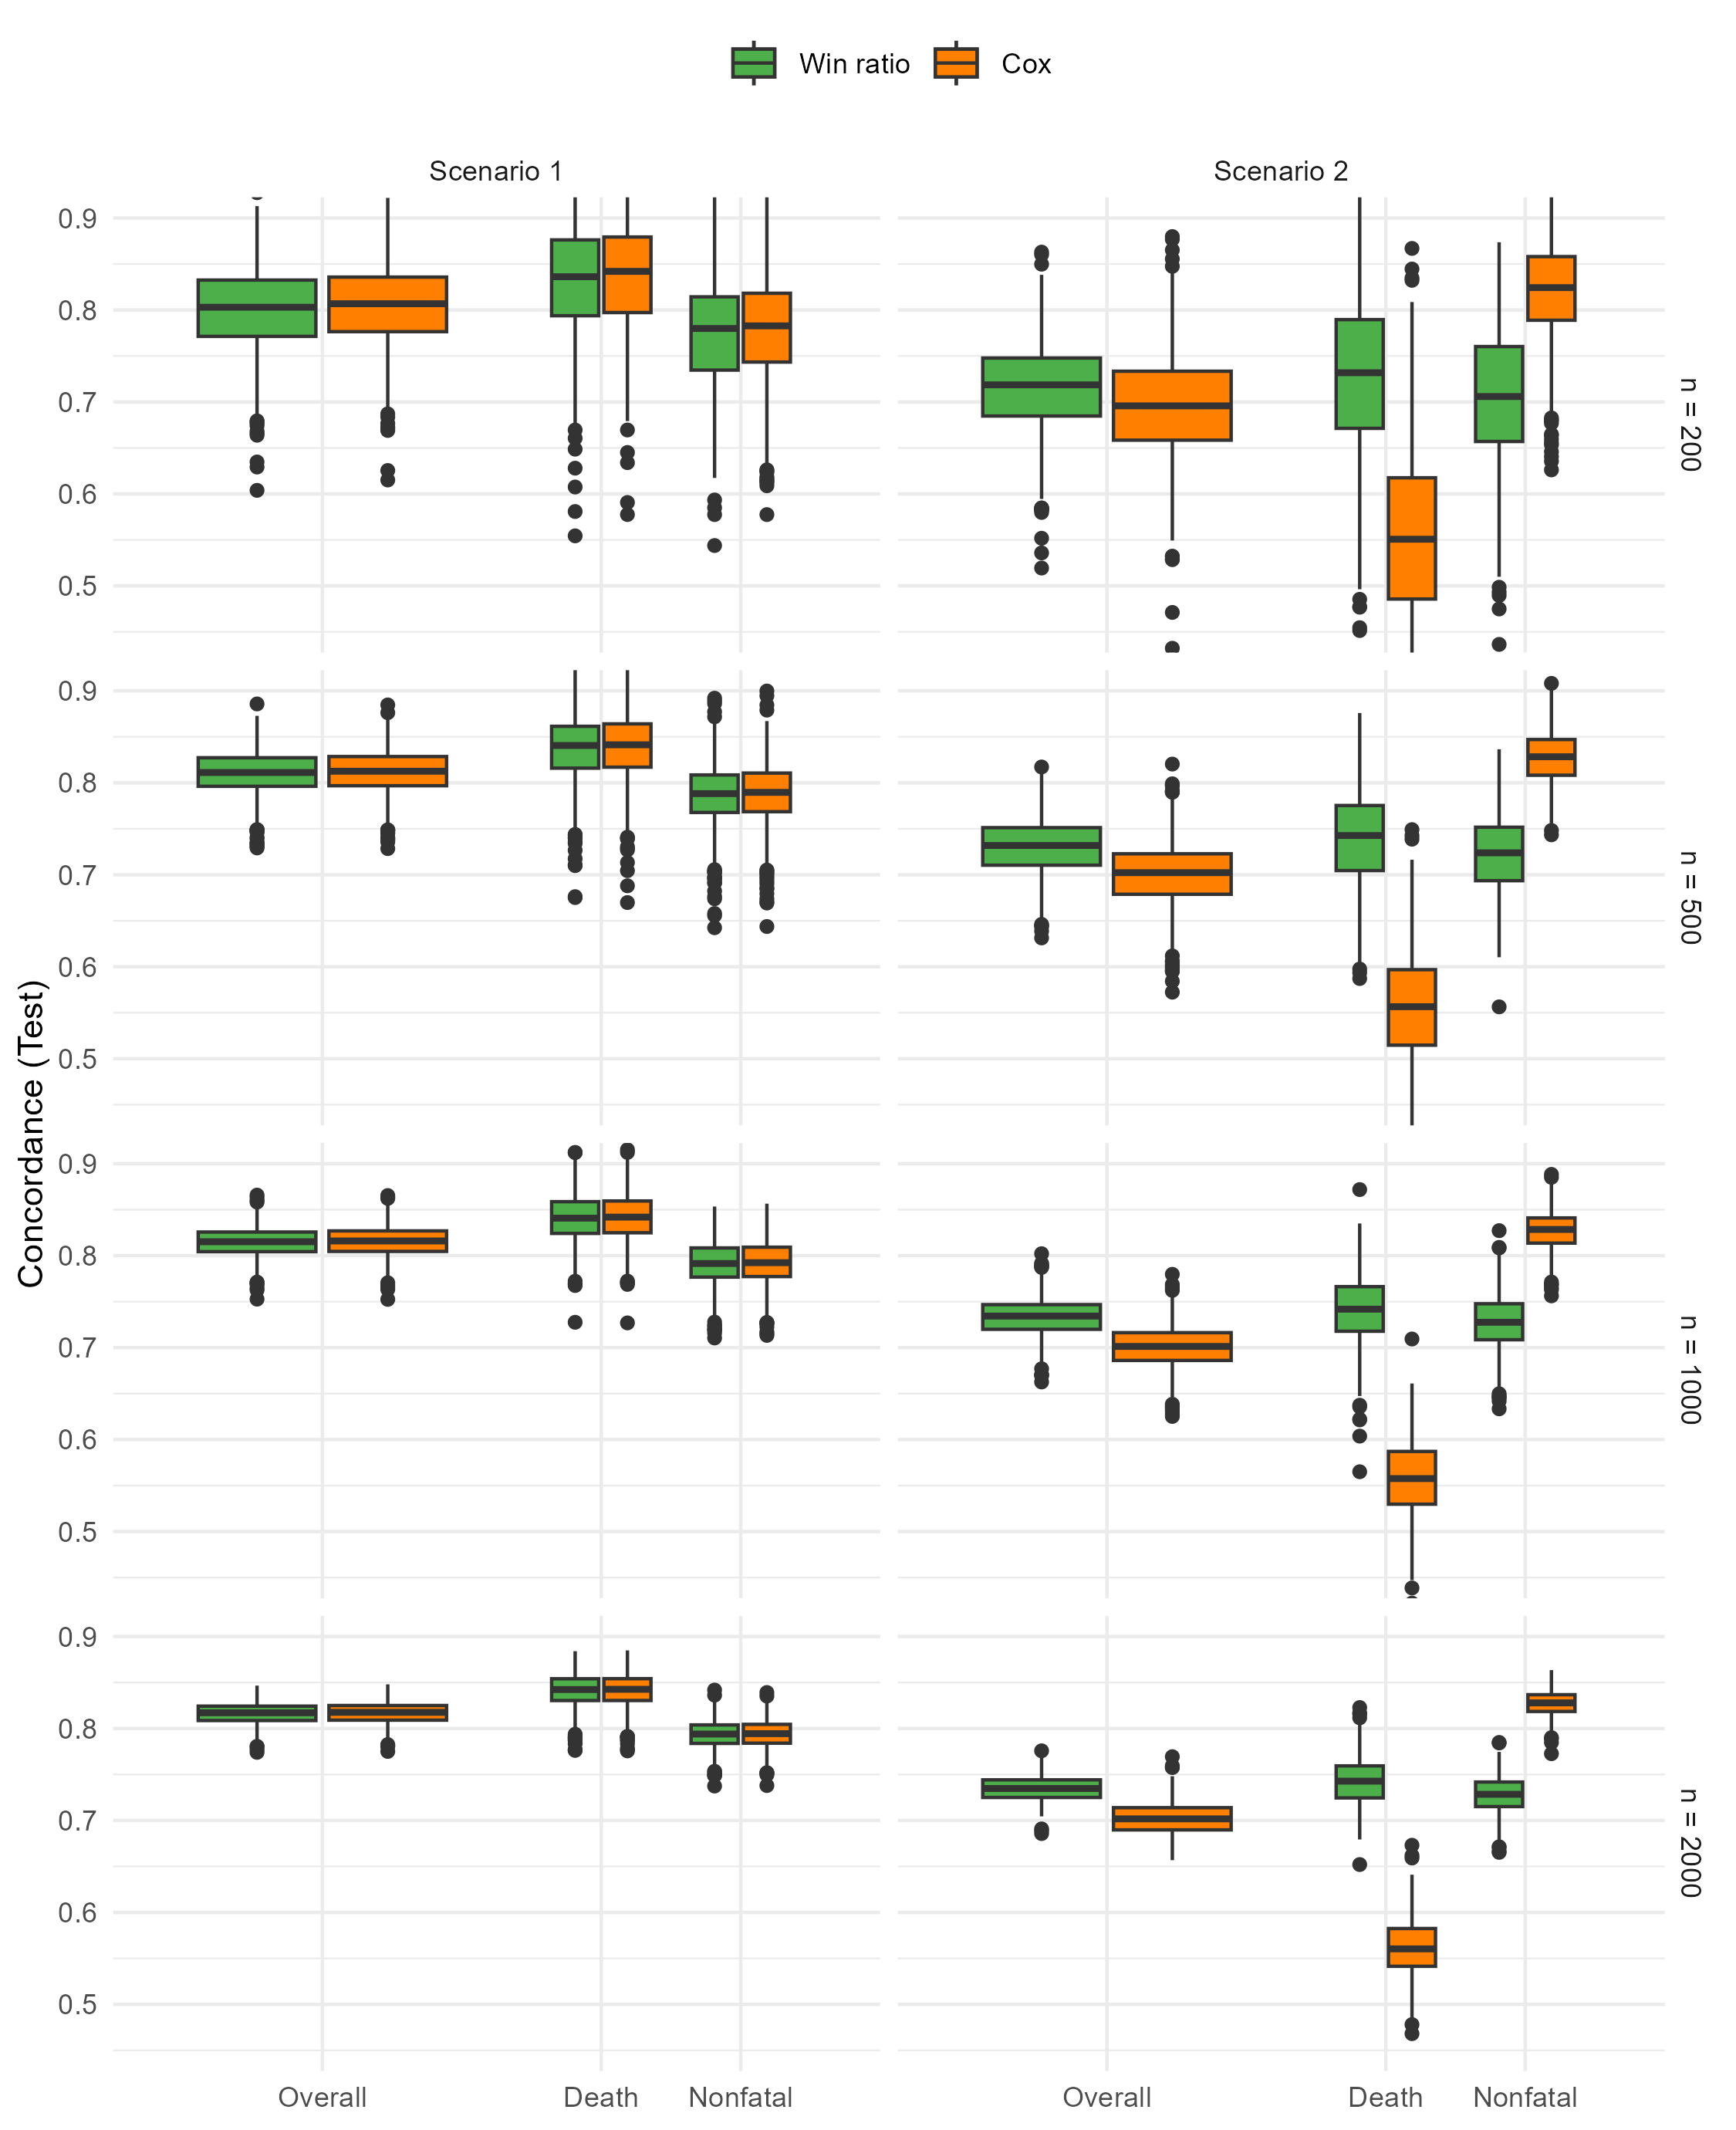 Win ratio Cox
Scenario 1 Scenario 2
0.9
0.8
0.7
0.6
0.5
n = 200
0.9
0.8
0.7
0.6
0.5
n = 500
0.9
0.8
0.7
0.6
0.5
n = 1000
0.9
0.8
0.7
0.6
0.5
n = 2000
Concordance (Test)
Overall Death Nonfatal Overall Death Nonfatal